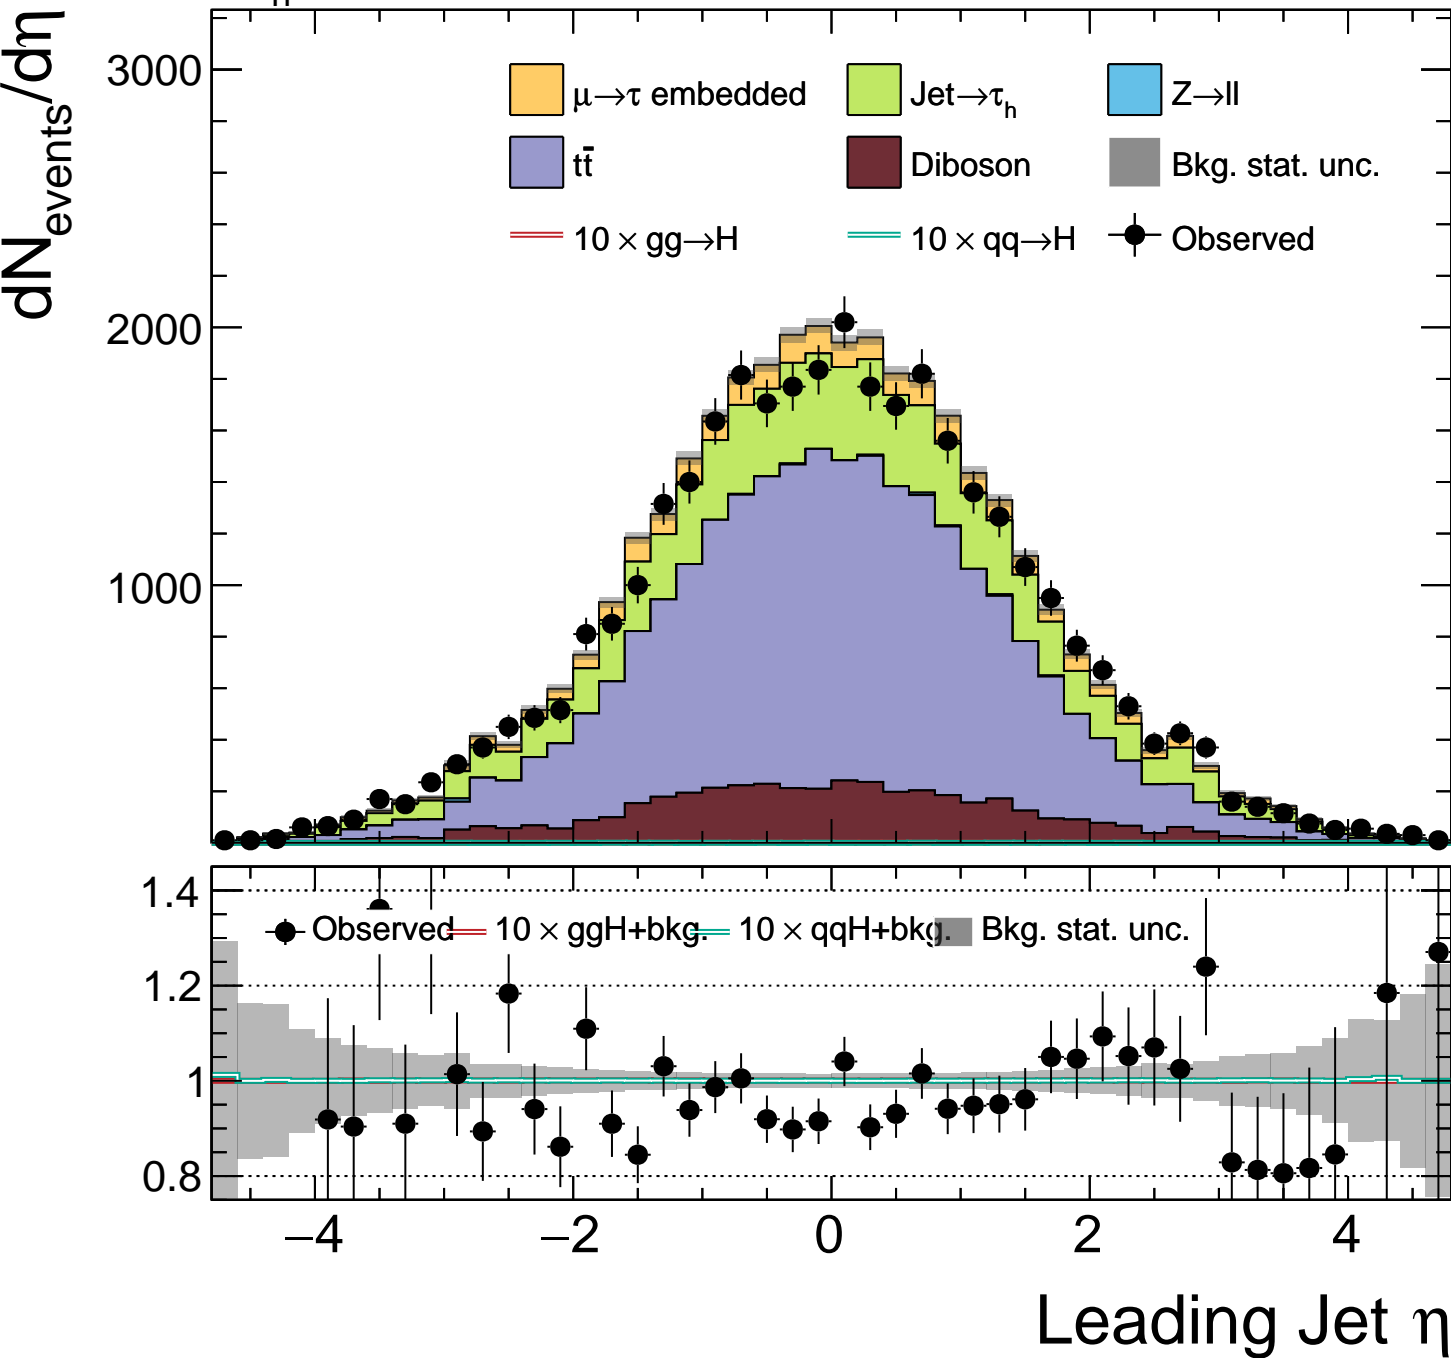 dN_events/dη
3000
2000
1000
μ→τ embedded
Jet→τ_h
Z→ll
tt̄
Diboson
Bkg. stat. unc.
10 × gg→H
10 × qq→H
Observed
1.4
1.2
1
0.8
Observed
10 × ggH+bkg.
10 × qqH+bkg.
Bkg. stat. unc.
−4
−2
0
2
4
Leading Jet η